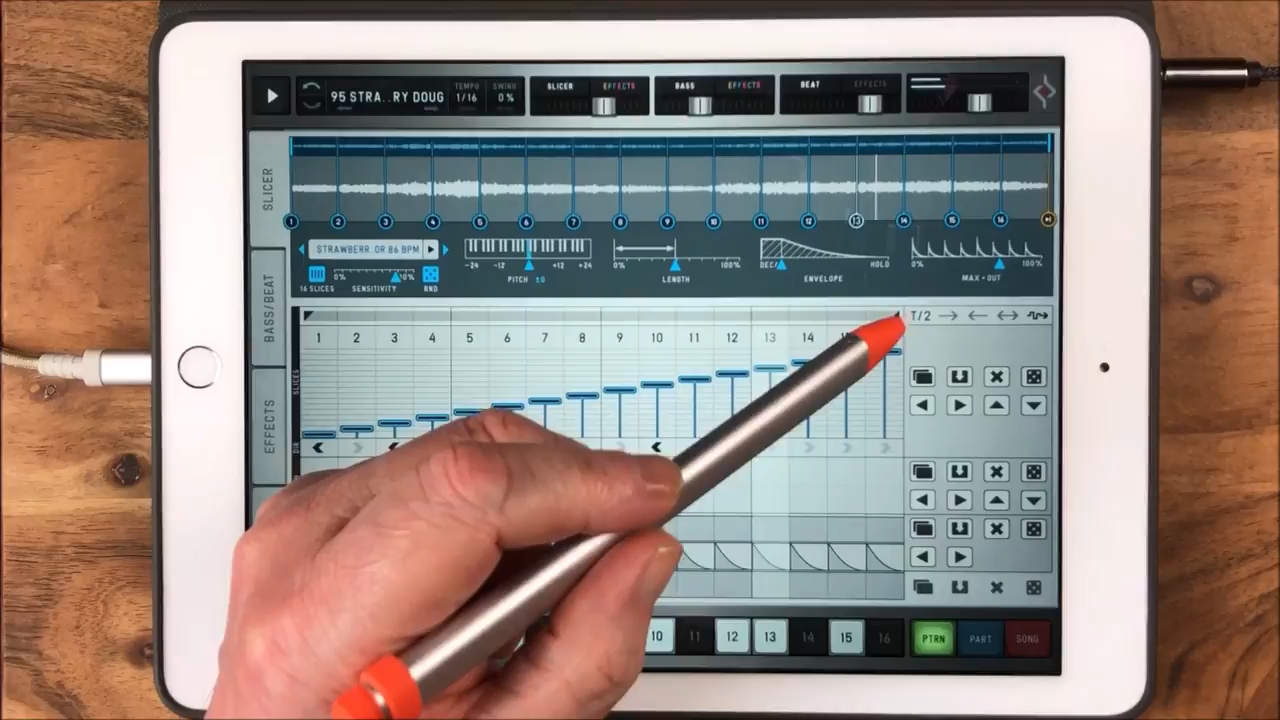 SLICER EFFECTS BASS EFFECTS BEAT EFFECTS
95 STRA..RY DOUG TEMPO 1/16 SWING 0%
SLICER
1 2 3 4 5 6 7 8 9 10 11 12 13 14 15 16
STRAWBERR OR 86 BPM
-24 -12 +12 +24
0% 100%
HOLD
0% 100%
16 SLICES 0% SENSITIVITY RND
PITCH ±0
LENGTH
ENVELOPE
MAX • OUT
BASS/BEAT
T/2
1 2 3 4 5 6 7 8 9 10 11 12 13 14
SLICES
DIR
EFFECTS
10 11 12 13 14 15 16 PTRN PART SONG